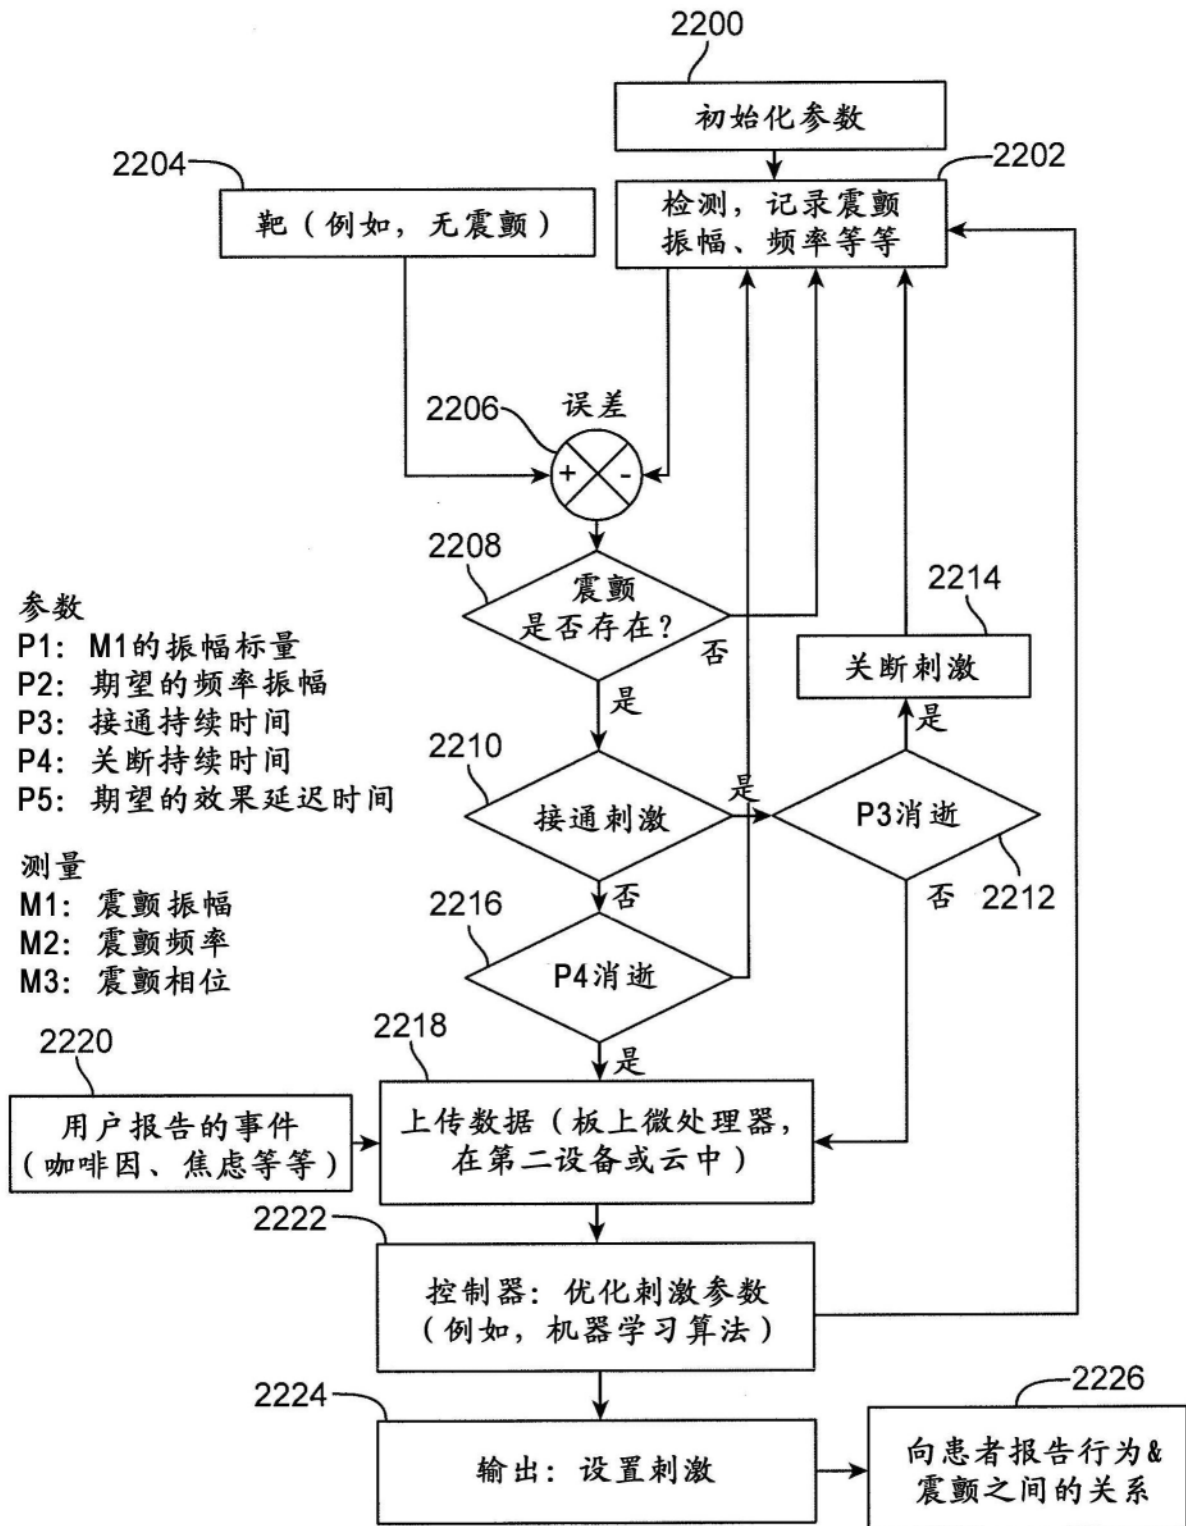 2200
初始化参数
2204
2202
靶（例如，无震颤）
检测，记录震颤
振幅、频率等等
2206
误差
+
-
2208
震颤
是否存在？
否
是
2214
关断刺激
参数
P1: M1的振幅标量
P2: 期望的频率振幅
P3: 接通持续时间
P4: 关断持续时间
P5: 期望的效果延迟时间
2210
接通刺激
是
是
P3消逝
2212
否
否
测量
M1: 震颤振幅
M2: 震颤频率
M3: 震颤相位
2216
P4消逝
是
2220
用户报告的事件
（咖啡因、焦虑等等）
2218
上传数据（板上微处理器，
在第二设备或云中）
2222
控制器：优化刺激参数
（例如，机器学习算法）
2224
输出：设置刺激
2226
向患者报告行为&
震颤之间的关系